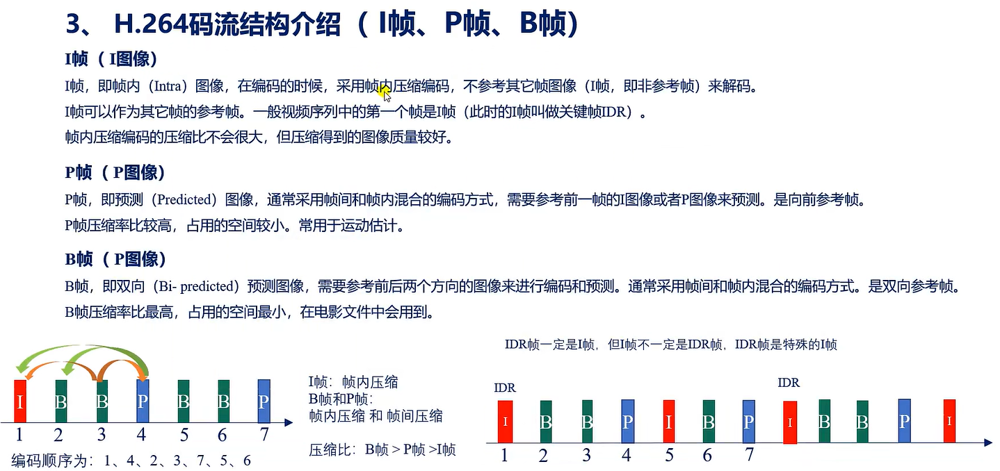 3、 H.264码流结构介绍 （ I帧、P帧、B帧）
I帧（ I图像）
I帧，即帧内（Intra）图像，在编码的时候，采用帧内压缩编码，不参考其它帧图像（I帧，即非参考帧）来解码。
I帧可以作为其它帧的参考帧。一般视频序列中的第一个帧是I帧（此时的I帧叫做关键帧IDR）。
帧内压缩编码的压缩比不会很大，但压缩得到的图像质量较好。
P帧（ P图像）
P帧，即预测（Predicted）图像，通常采用帧间和帧内混合的编码方式，需要参考前一帧的I图像或者P图像来预测。是向前参考帧。
P帧压缩率比较高，占用的空间较小。常用于运动估计。
B帧（ P图像）
B帧，即双向（Bi- predicted）预测图像，需要参考前后两个方向的图像来进行编码和预测。通常采用帧间和帧内混合的编码方式。是双向参考帧。
B帧压缩率比最高，占用的空间最小，在电影文件中会用到。
I B B P B B P
1 2 3 4 5 6 7
编码顺序为：1、4、2、3、7、5、6
I帧：帧内压缩
B帧和P帧：
帧内压缩 和 帧间压缩
压缩比：B帧 > P帧 >I帧
IDR帧一定是I帧，但I帧不一定是IDR帧，IDR帧是特殊的I帧
IDR IDR
I B B P I B P I B B P I
1 2 3 4 5 6 7